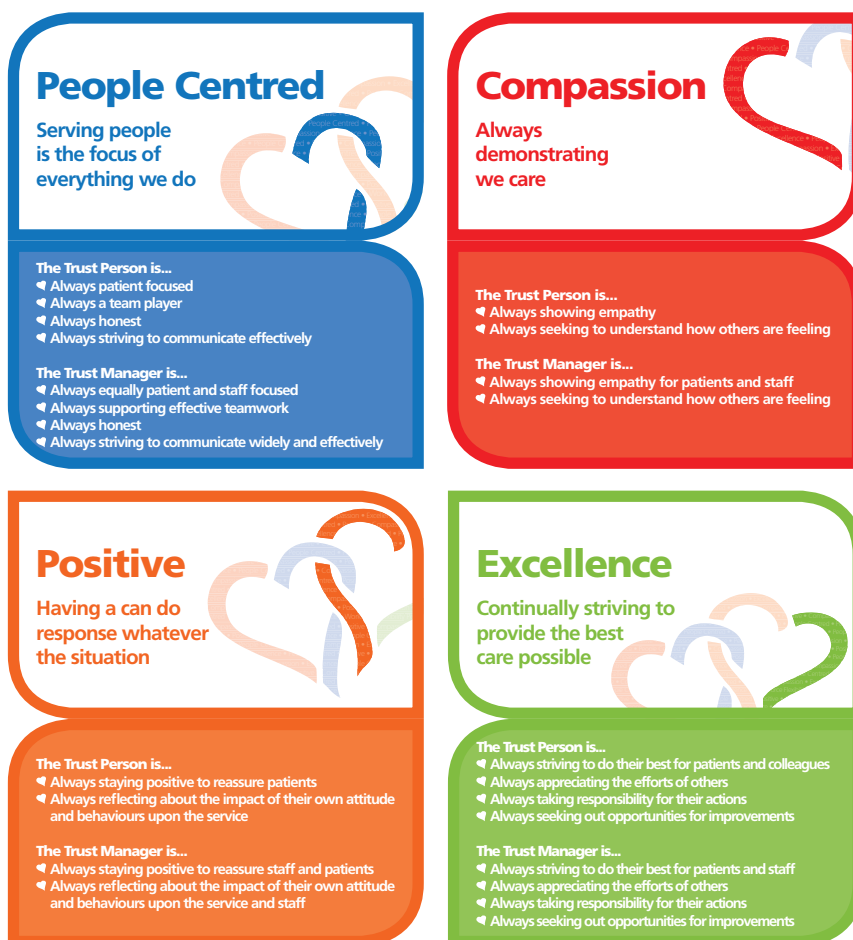 People Centred
Serving people
is the focus of
everything we do
The Trust Person is...
Always patient focused
Always a team player
Always honest
Always striving to communicate effectively
The Trust Manager is...
Always equally patient and staff focused
Always supporting effective teamwork
Always honest
Always striving to communicate widely and effectively
Compassion
Always
demonstrating
we care
The Trust Person is...
Always showing empathy
Always seeking to understand how others are feeling
The Trust Manager is...
Always showing empathy for patients and staff
Always seeking to understand how others are feeling
Positive
Having a can do
response whatever
the situation
The Trust Person is...
Always staying positive to reassure patients
Always reflecting about the impact of their own attitude
and behaviours upon the service
The Trust Manager is...
Always staying positive to reassure staff and patients
Always reflecting about the impact of their own attitude
and behaviours upon the service and staff
Excellence
Continually striving to
provide the best
care possible
The Trust Person is...
Always striving to do their best for patients and colleagues
Always appreciating the efforts of others
Always taking responsibility for their actions
Always seeking out opportunities for improvements
The Trust Manager is...
Always striving to do their best for patients and staff
Always appreciating the efforts of others
Always taking responsibility for their actions
Always seeking out opportunities for improvements